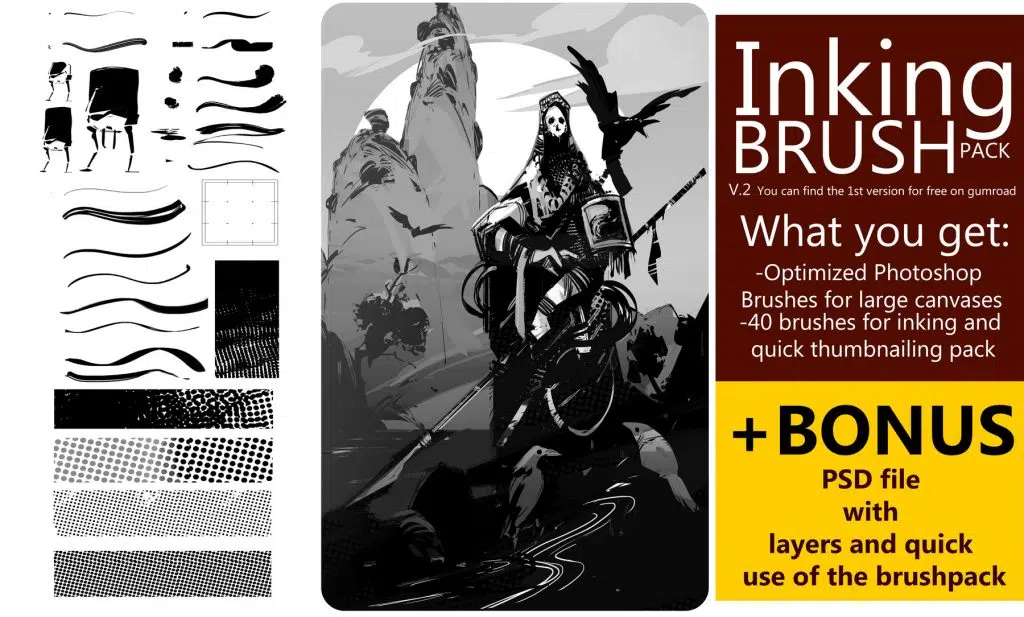 Inking
BRUSH PACK
V.2 You can find the 1st version for free on gumroad
What you get:
-Optimized Photoshop
Brushes for large canvases
-40 brushes for inking and
quick thumbnailing pack
+BONUS
PSD file
with
layers and quick
use of the brushpack